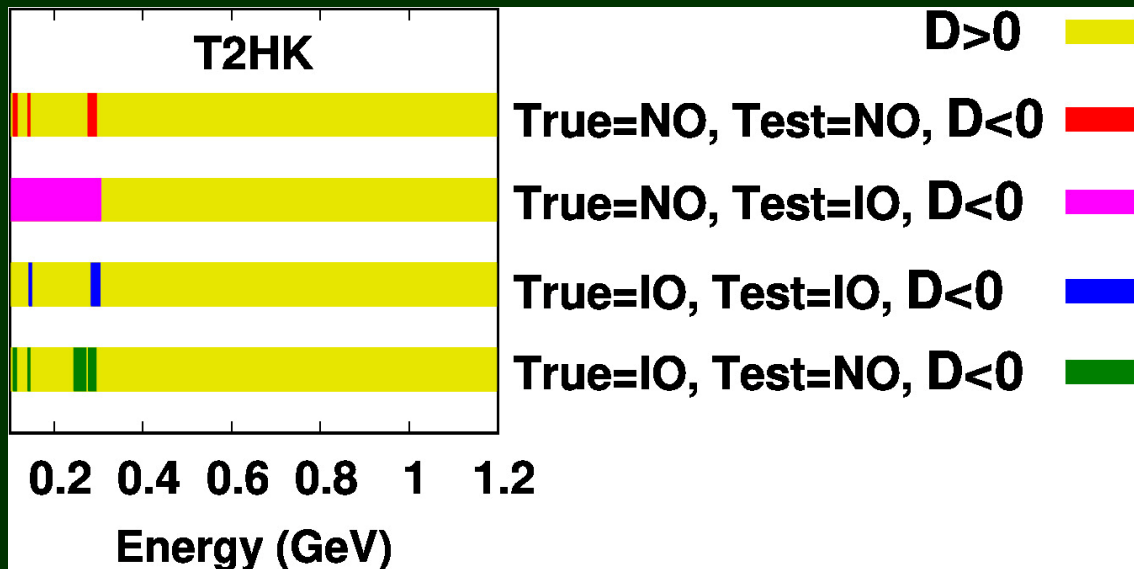 D>0
T2HK
True=NO, Test=NO, D<0
True=NO, Test=IO, D<0
True=IO, Test=IO, D<0
True=IO, Test=NO, D<0
0.2 0.4 0.6 0.8 1 1.2
Energy (GeV)